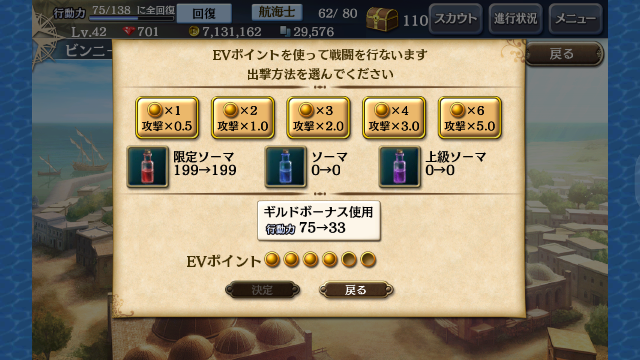 行動力 75/138 に全回復 回復 航海士 62/ 80 110 スカウト 進行状況 メニュー
Lv.42 701 7,131,162 29,576
ビンニー 戻る
EVポイントを使って戦闘を行ないます
出撃方法を選んでください
×1 ×2 ×3 ×4 ×6
攻撃×0.5 攻撃×1.0 攻撃×2.0 攻撃×3.0 攻撃×5.0
限定ソーマ ソーマ 上級ソーマ
199→199 0→0 0→0
ギルドボーナス使用
行動力 75→33
EVポイント
決定 戻る